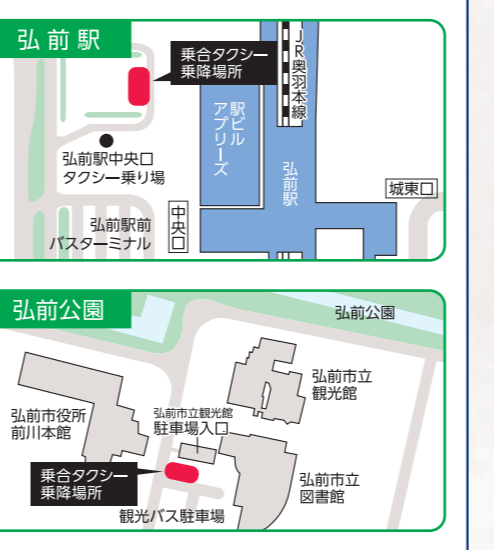 弘前駅
乗合タクシー
乗降場所
JR奥羽本線
駅ビル
アプリーズ
弘前駅中央口
タクシー乗り場
弘前駅
城東口
中央口
弘前駅前
バスターミナル
弘前公園
弘前公園
弘前市立
観光館
弘前市役所
前川本館
弘前市立観光館
駐車場入口
乗合タクシー
乗降場所
弘前市立
図書館
観光バス駐車場